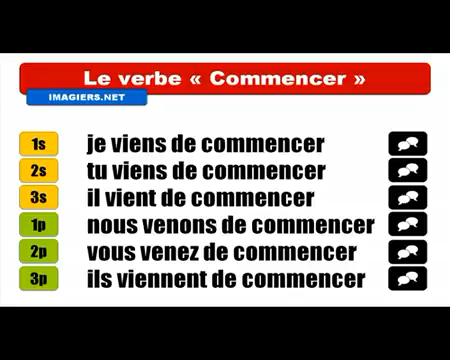 Le verbe « Commencer »
IMAGIERS.NET
1s je viens de commencer
2s tu viens de commencer
3s il vient de commencer
1p nous venons de commencer
2p vous venez de commencer
3p ils viennent de commencer